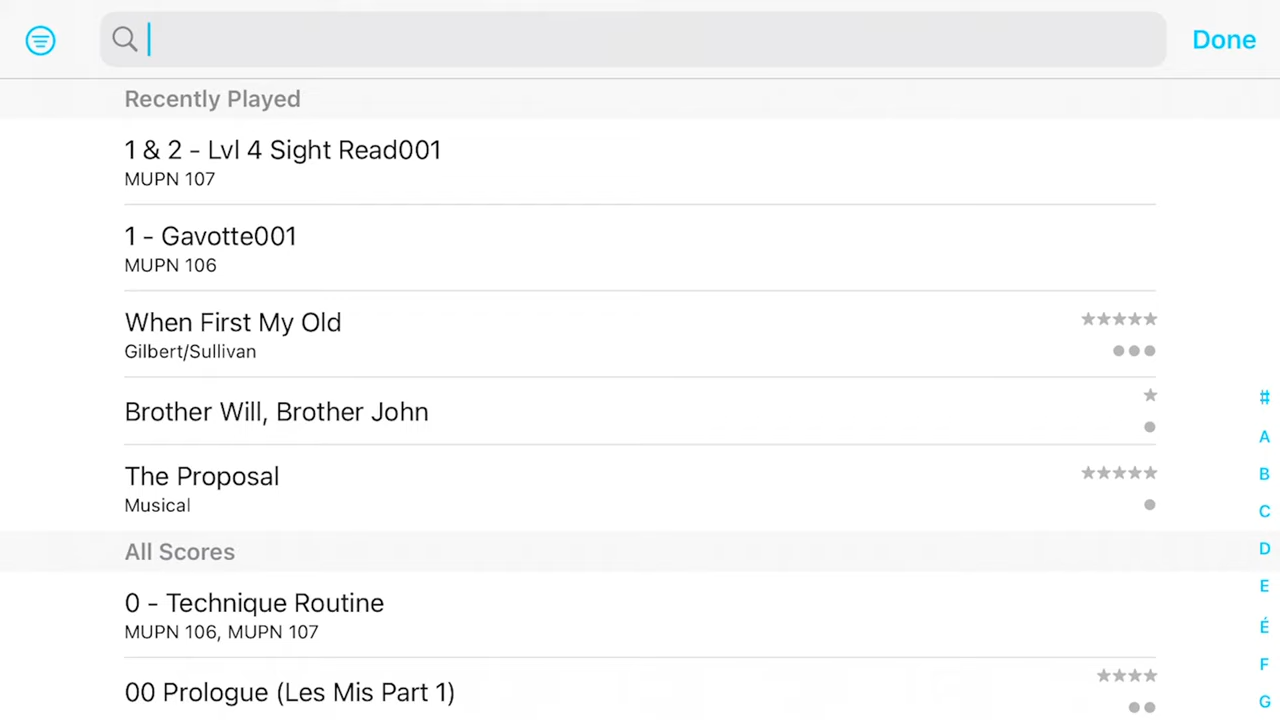 Done
Recently Played
1 & 2 - Lvl 4 Sight Read001
MUPN 107
1 - Gavotte001
MUPN 106
When First My Old
Gilbert/Sullivan
Brother Will, Brother John
The Proposal
Musical
All Scores
0 - Technique Routine
MUPN 106, MUPN 107
00 Prologue (Les Mis Part 1)
#
A
B
C
D
E
É
F
G